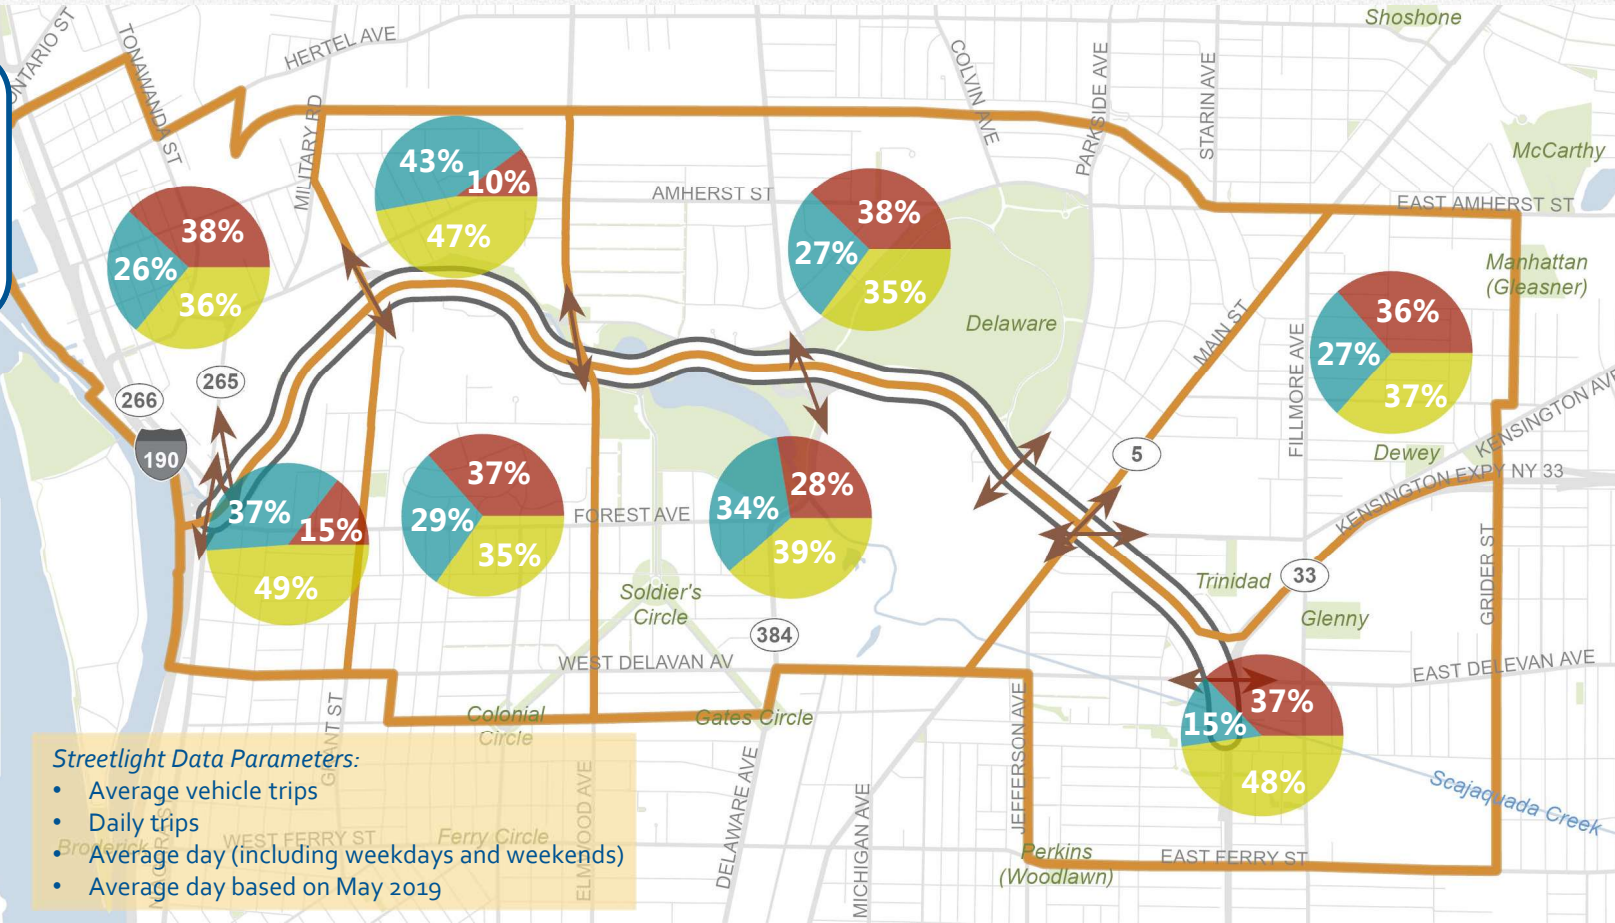 Shoshone
ONTARIO ST
TONAWANDA ST
HERTEL AVE
COLVIN AVE
PARKSIDE AVE
STARIN AVE
MILITARY RD
McCarthy
43%
10%
47%
AMHERST ST
EAST AMHERST ST
38%
26%
36%
38%
27%
35%
Manhattan
(Gleasner)
Delaware
MAIN ST
FILLMORE AVE
36%
27%
37%
266
265
190
5
Dewey
KENSINGTON AVE
KENSINGTON EXPY NY 33
37%
15%
49%
37%
29%
35%
FOREST AVE
28%
34%
39%
Soldier's
Circle
384
Trinidad
33
Glenny
GRIDER ST
WEST DELAVAN AV
EAST DELEVAN AVE
37%
15%
48%
Colonial
Circle
Gates Circle
JEFFERSON AVE
GRANT ST
Streetlight Data Parameters:
• Average vehicle trips
• Daily trips
• Average day (including weekdays and weekends)
• Average day based on May 2019
WEST FERRY ST
Ferry Circle
Broderick
NIAGARA ST
ELMWOOD AVE
DELAWARE AVE
MICHIGAN AVE
Perkins
(Woodlawn)
EAST FERRY ST
Scajaquada Creek